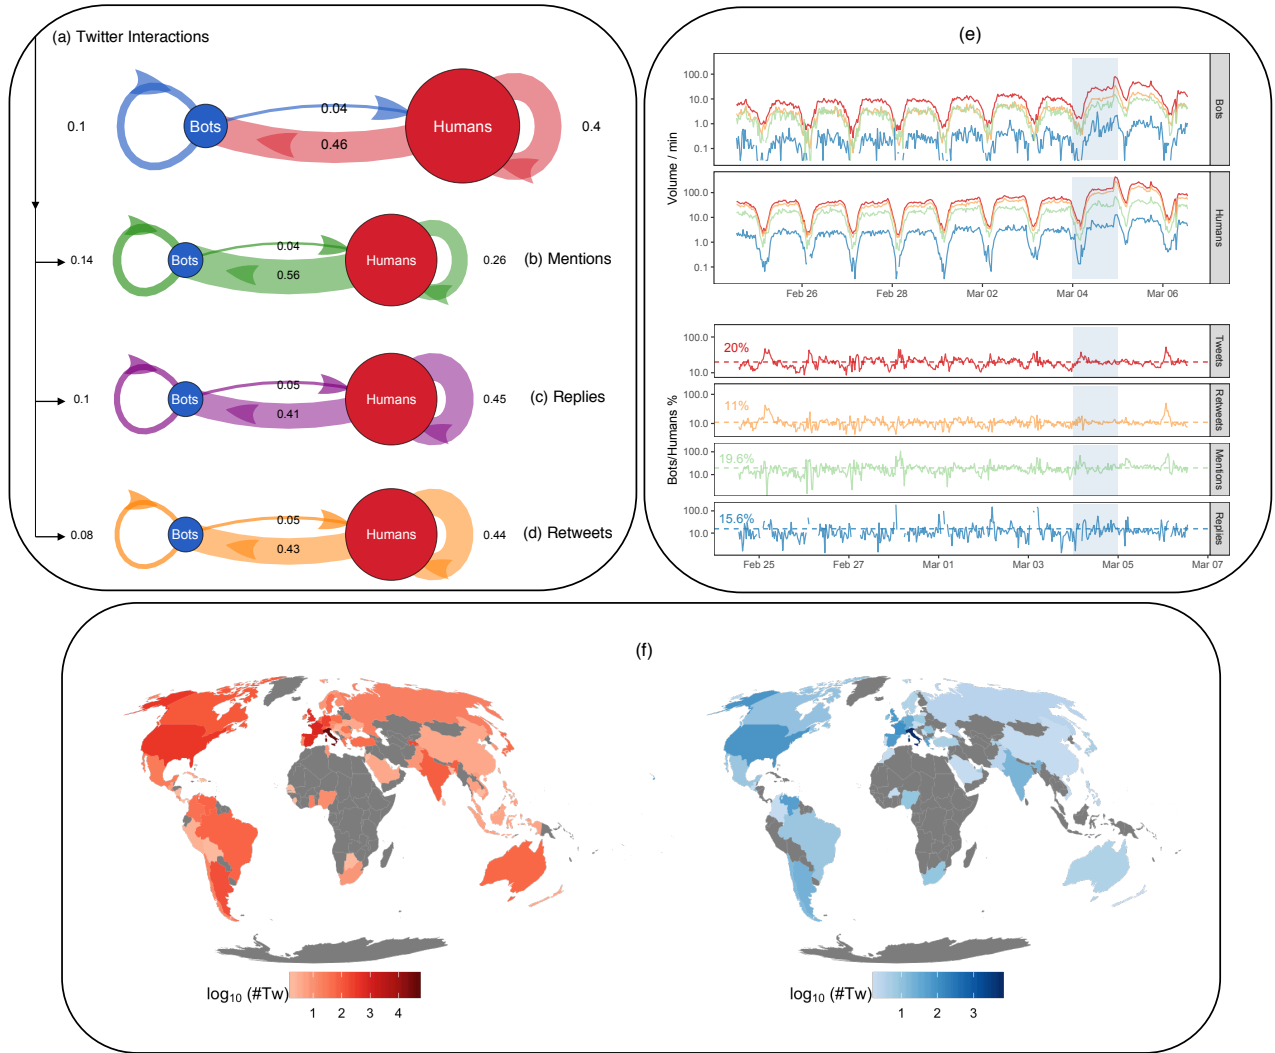 (a) Twitter Interactions
0.1
Bots
0.04
0.46
Humans
0.4
0.14
Bots
0.04
0.56
Humans
0.26
(b) Mentions
0.1
Bots
0.05
0.41
Humans
0.45
(c) Replies
0.08
Bots
0.05
0.43
Humans
0.44
(d) Retweets
(e)
Volume / min
100.0
10.0
1.0
0.1
Bots
100.0
10.0
1.0
0.1
Humans
Feb 26
Feb 28
Mar 02
Mar 04
Mar 06
Bots/Humans %
100.0
10.0
20%
Tweets
100.0
10.0
11%
Retweets
100.0
10.0
19.6%
Mentions
100.0
10.0
15.6%
Replies
Feb 25
Feb 27
Mar 01
Mar 03
Mar 05
Mar 07
(f)
log10 (#Tw)
1 2 3 4
log10 (#Tw)
1 2 3